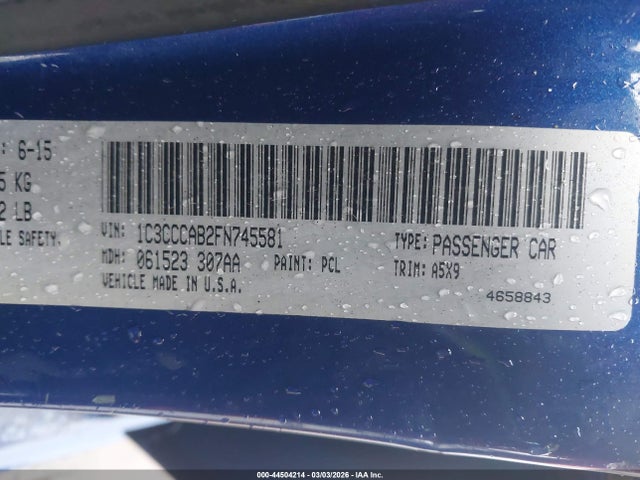 : 6-15
5 KG
2 LB
LE SAFETY.
VIN: 1C3CCCAB2FN745581
TYPE: PASSENGER CAR
MDH: 061523 307AA
PAINT: PCL
TRIM: A5X9
VEHICLE MADE IN U.S.A.
4658843
000-44504214 - 03/03/2026 - IAA Inc.